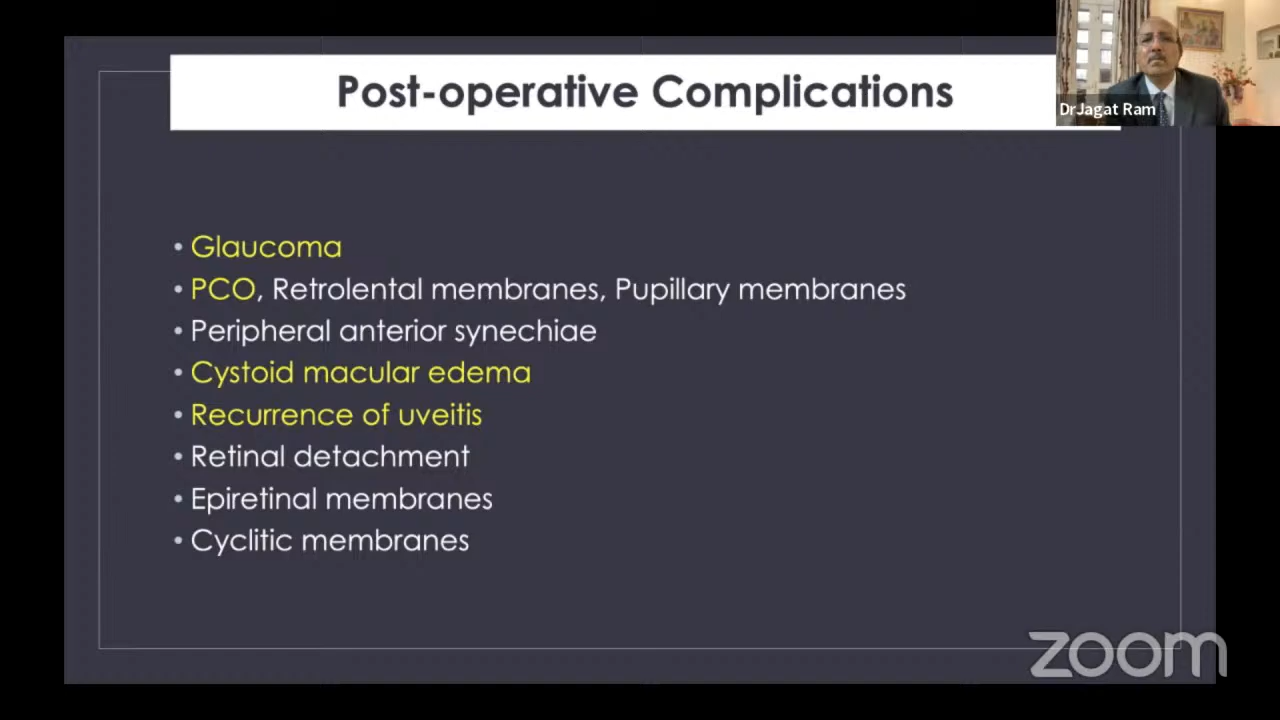 Post-operative Complications
DrJagat Ram
• Glaucoma
• PCO, Retrolental membranes, Pupillary membranes
• Peripheral anterior synechiae
• Cystoid macular edema
• Recurrence of uveitis
• Retinal detachment
• Epiretinal membranes
• Cyclitic membranes
zoom